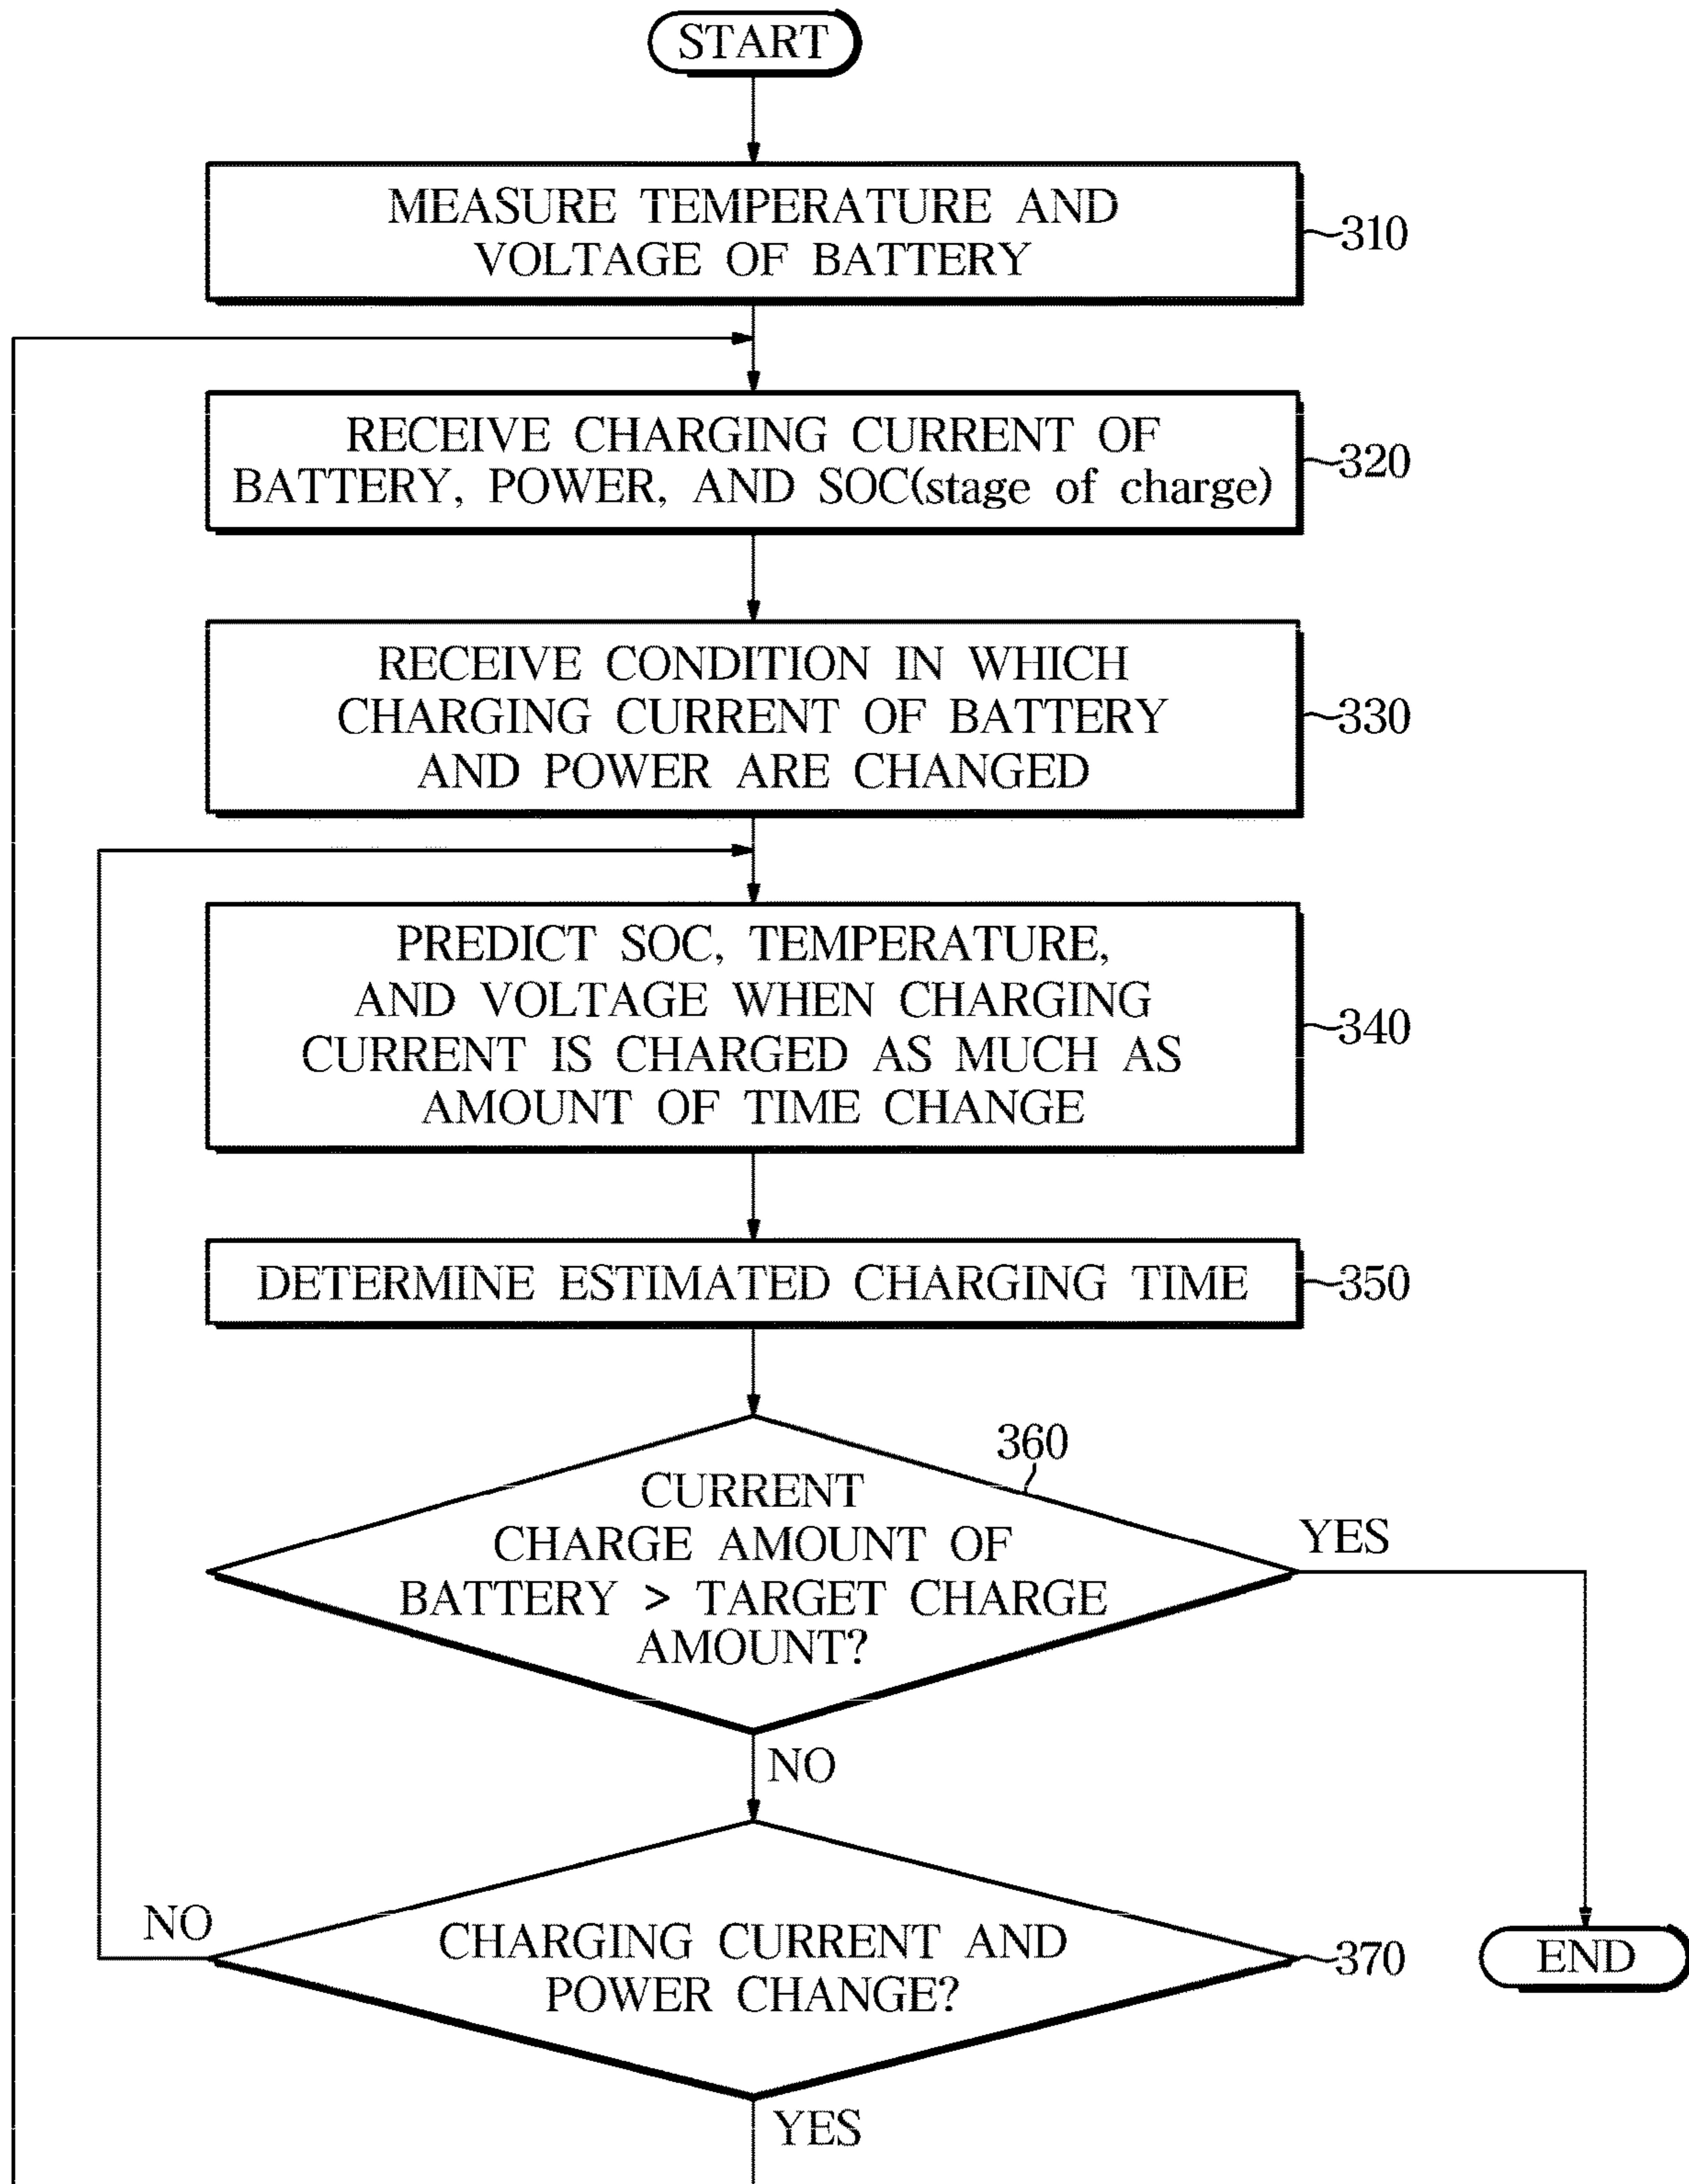 START
MEASURE TEMPERATURE AND
VOLTAGE OF BATTERY
310
RECEIVE CHARGING CURRENT OF
BATTERY, POWER, AND SOC(stage of charge)
320
RECEIVE CONDITION IN WHICH
CHARGING CURRENT OF BATTERY
AND POWER ARE CHANGED
330
PREDICT SOC, TEMPERATURE,
AND VOLTAGE WHEN CHARGING
CURRENT IS CHARGED AS MUCH AS
AMOUNT OF TIME CHANGE
340
DETERMINE ESTIMATED CHARGING TIME
350
360
CURRENT
CHARGE AMOUNT OF
BATTERY > TARGET CHARGE
AMOUNT?
YES
NO
CHARGING CURRENT AND
POWER CHANGE?
370
NO
YES
END